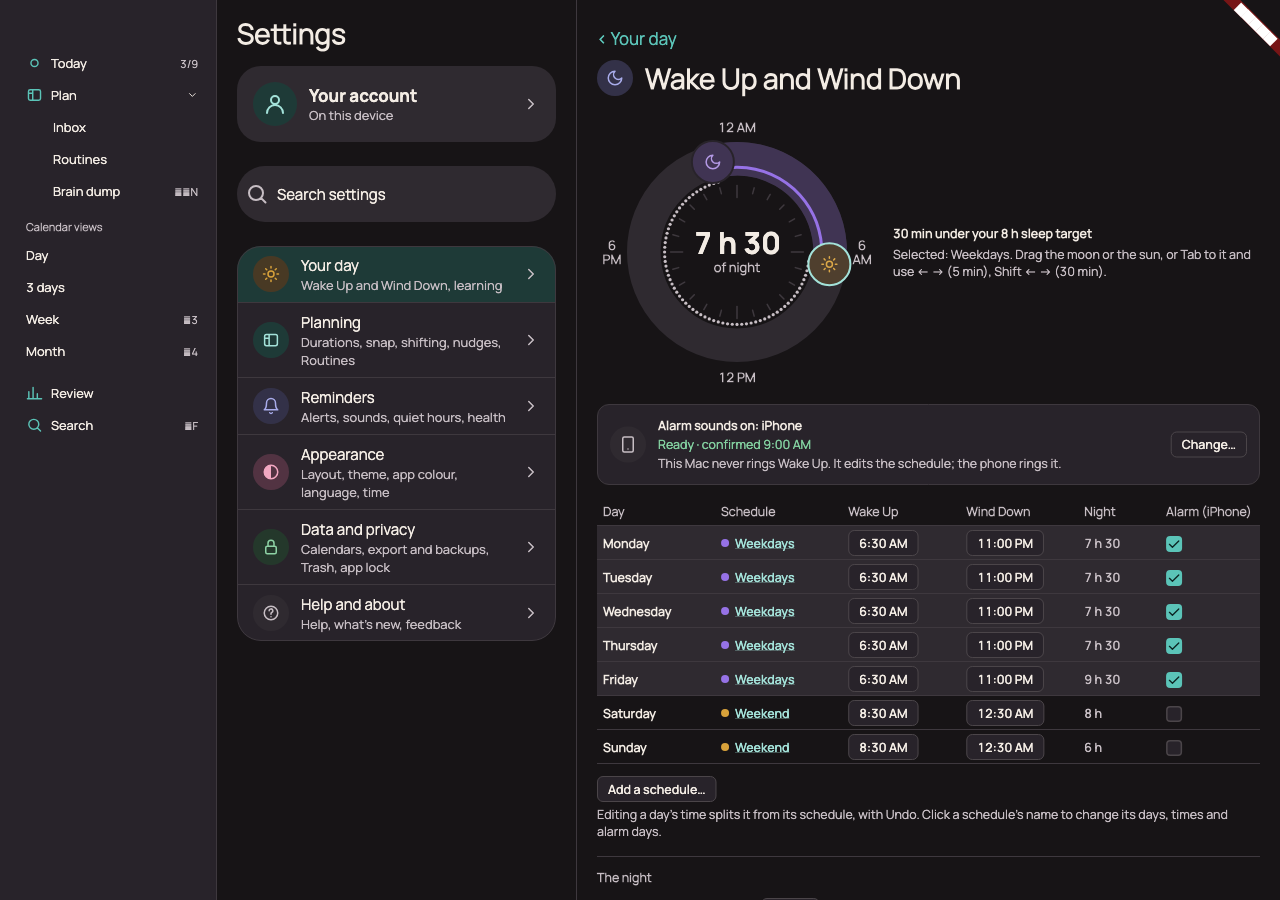 Today 3/9
Plan
Inbox
Routines
Brain dump N
Calendar views
Day
3 days
Week 3
Month 4
Review
Search F
Settings
Your account
On this device
Search settings
Your day
Wake Up and Wind Down, learning
Planning
Durations, snap, shifting, nudges,
Routines
Reminders
Alerts, sounds, quiet hours, health
Appearance
Layout, theme, app colour,
language, time
Data and privacy
Calendars, export and backups,
Trash, app lock
Help and about
Help, what's new, feedback
‹ Your day
Wake Up and Wind Down
12 AM
6
PM
7 h 30
of night
6
AM
12 PM
30 min under your 8 h sleep target
Selected: Weekdays. Drag the moon or the sun, or Tab to it and
use ← → (5 min), Shift ← → (30 min).
Alarm sounds on: iPhone
Ready · confirmed 9:00 AM
This Mac never rings Wake Up. It edits the schedule; the phone rings it.
Change…
Day Schedule Wake Up Wind Down Night Alarm (iPhone)
Monday Weekdays 6:30 AM 11:00 PM 7 h 30
Tuesday Weekdays 6:30 AM 11:00 PM 7 h 30
Wednesday Weekdays 6:30 AM 11:00 PM 7 h 30
Thursday Weekdays 6:30 AM 11:00 PM 7 h 30
Friday Weekdays 6:30 AM 11:00 PM 9 h 30
Saturday Weekend 8:30 AM 12:30 AM 8 h
Sunday Weekend 8:30 AM 12:30 AM 6 h
Add a schedule…
Editing a day's time splits it from its schedule, with Undo. Click a schedule's name to change its days, times and
alarm days.
The night